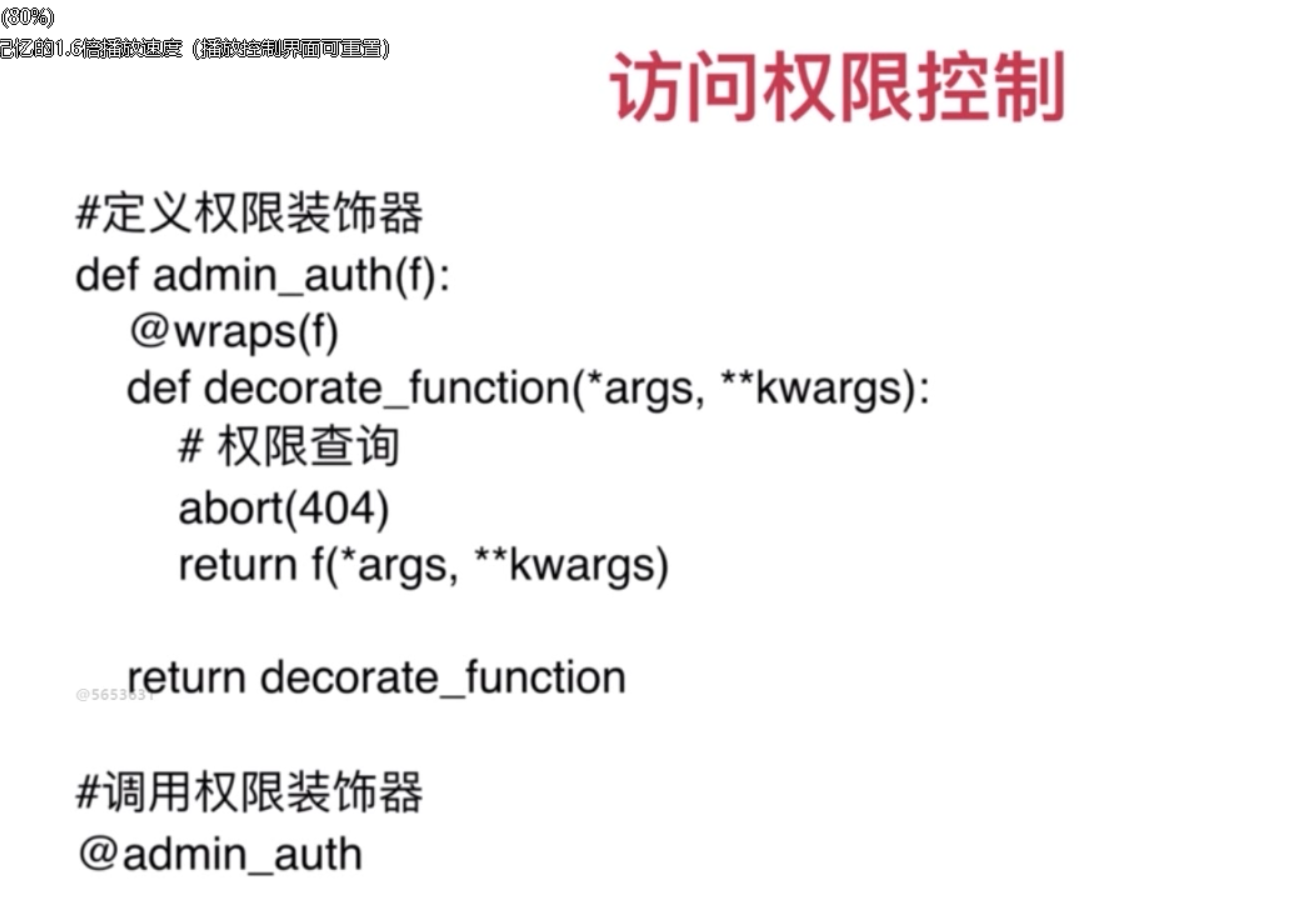 (80%)
记忆的1.6倍播放速度（播放控制界面可重置）
访问权限控制
#定义权限装饰器
def admin_auth(f):
@wraps(f)
def decorate_function(*args, **kwargs):
# 权限查询
abort(404)
return f(*args, **kwargs)
return decorate_function
@5653631
#调用权限装饰器
@admin_auth